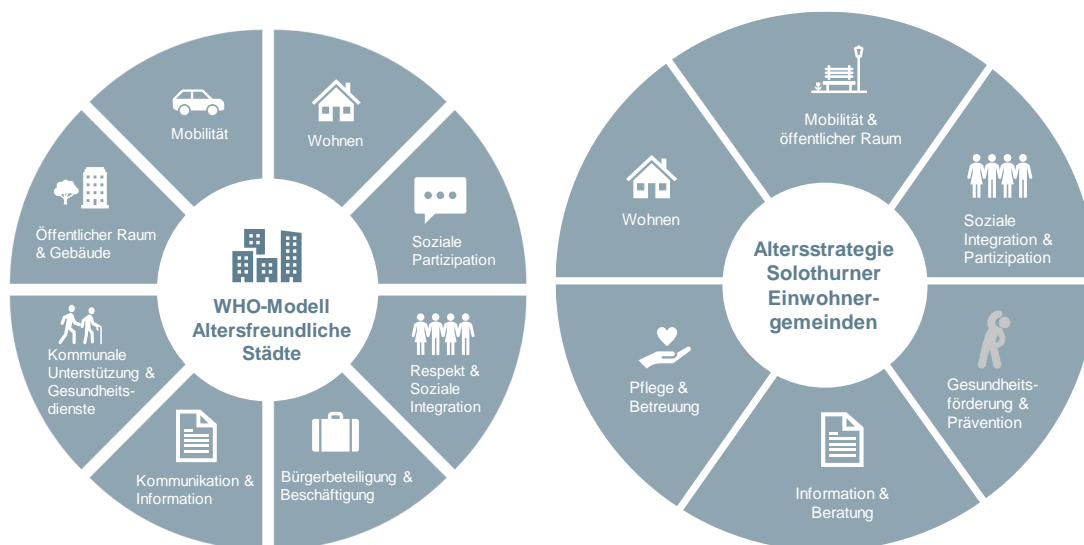 Mobilität
Wohnen
Soziale
Partizipation
Respekt &
Soziale
Integration
Bürgerbeteiligung &
Beschäftigung
Kommunikation &
Information
Kommunale
Unterstützung &
Gesundheits-
dienste
Öffentlicher Raum
& Gebäude
WHO-Modell
Altersfreundliche
Städte
Mobilität &
öffentlicher Raum
Soziale
Integration &
Partizipation
Gesundheits-
förderung &
Prävention
Information &
Beratung
Pflege &
Betreuung
Wohnen
Altersstrategie
Solothurner
Einwohner-
gemeinden